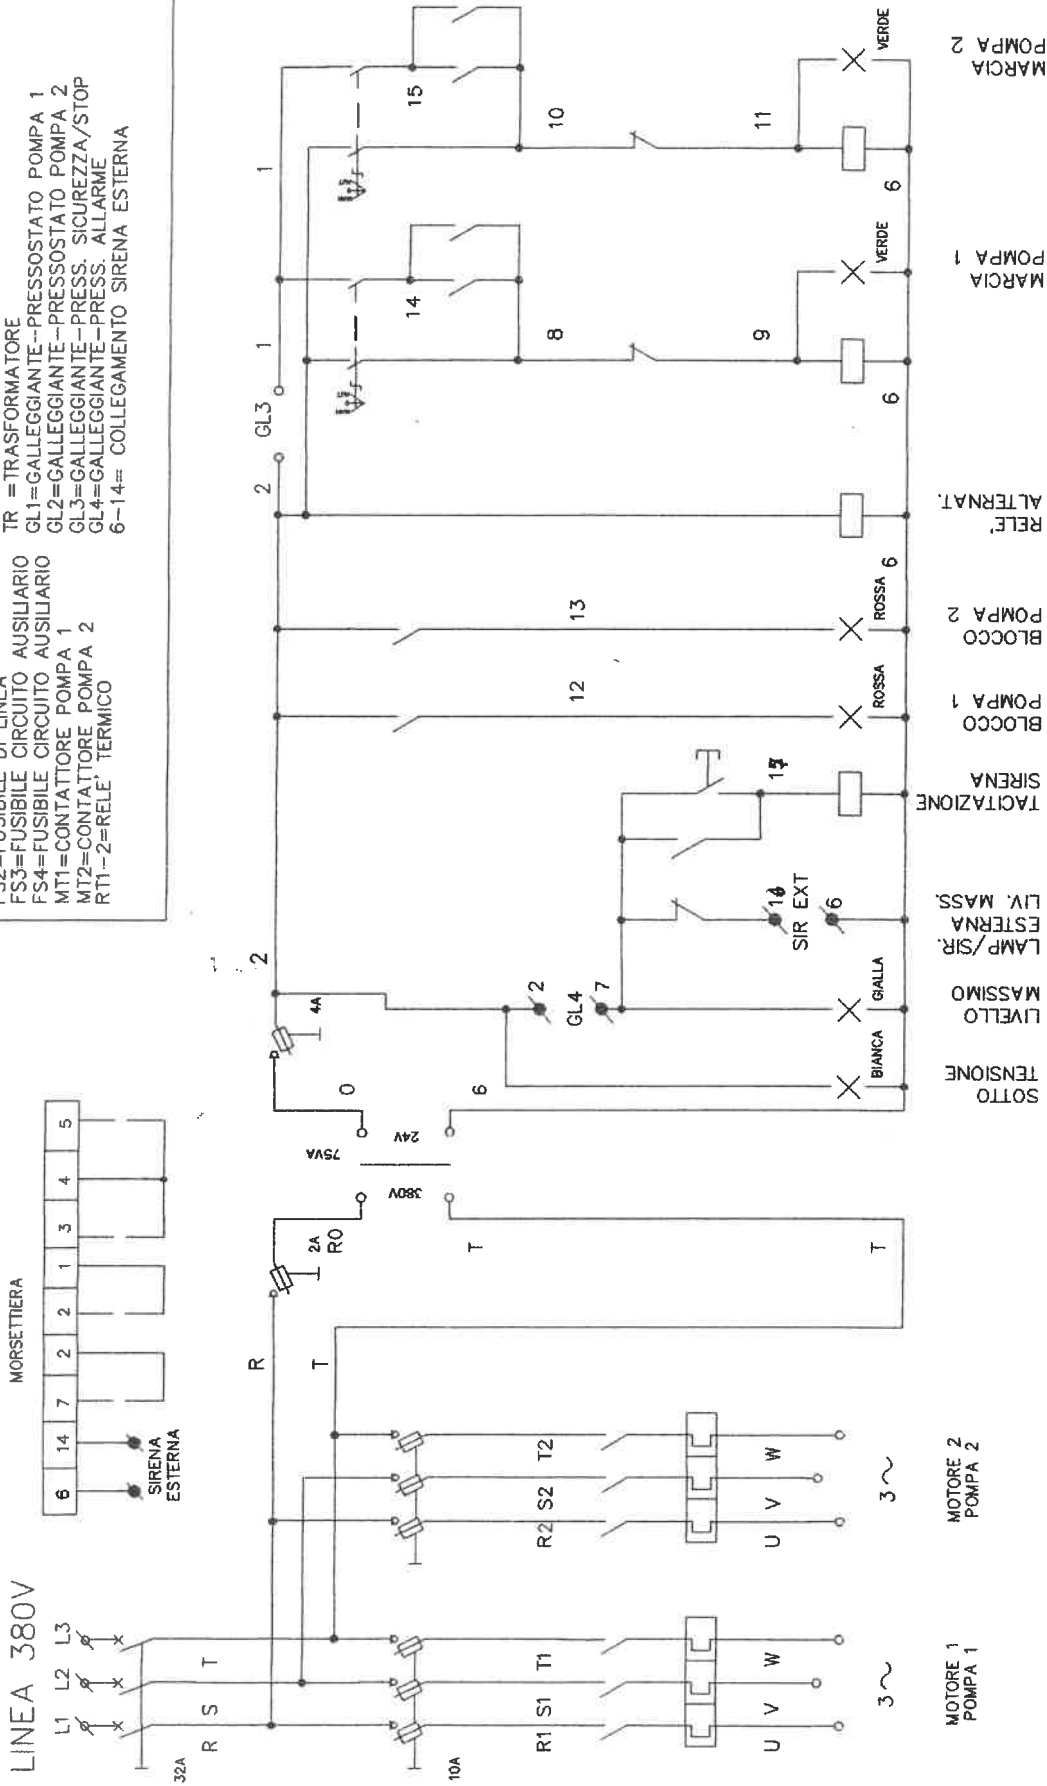 FS3=FUSIBILE CIRCUITO AUSILIARIO
FS4=FUSIBILE CIRCUITO AUSILIARIO
MT1=CONTATTORE POMPA 1
MT2=CONTATTORE POMPA 2
RT1-2=RELE' TERMICO
TR =TRASFORMATORE
GL1=GALLEGGIANTE-PRESSOSTATO POMPA 1
GL2=GALLEGGIANTE-PRESSOSTATO POMPA 2
GL3=GALLEGGIANTE-PRESS. SICUREZZA/STOP
GL4=GALLEGGIANTE-PRESS. ALLARME
6-14= COLLEGAMENTO SIRENA ESTERNA
MORSETTIERA
6 14 7 2 2 1 3 4 5
SIRENA
ESTERNA
LINEA 380V
L1 L2 L3
32A
R S T
R
T
10A
R1 S1 T1
R2 S2 T2
U V W
U V W
3~
3~
MOTORE 1
POMPA 1
MOTORE 2
POMPA 2
2A
R0
T
T
380V
75VA
24V
0
6
4A
2
2
GL3
1
1
2
GL4
7
SIR EXT
6
12
13
14
15
8
10
9
11
6
6
6
BIANCA
GIALLA
ROSSA
ROSSA
VERDE
VERDE
SOTTO
TENSIONE
LIVELLO
MASSIMO
LAMP/SIR.
ESTERNA
LIV. MASS.
TACITAZIONE
SIRENA
BLOCCO
POMPA 1
BLOCCO
POMPA 2
RELE'
ALTERNAT.
MARCIA
POMPA 1
MARCIA
POMPA 2